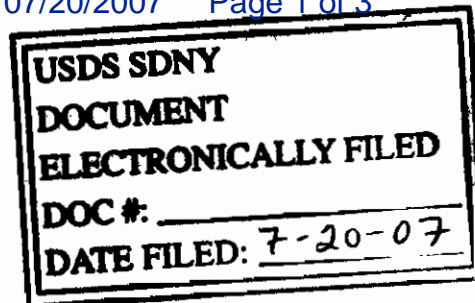 07/20/2007 Page 1 of 3
USDS SDNY
DOCUMENT
ELECTRONICALLY FILED
DOC #:
DATE FILED: 7-20-07